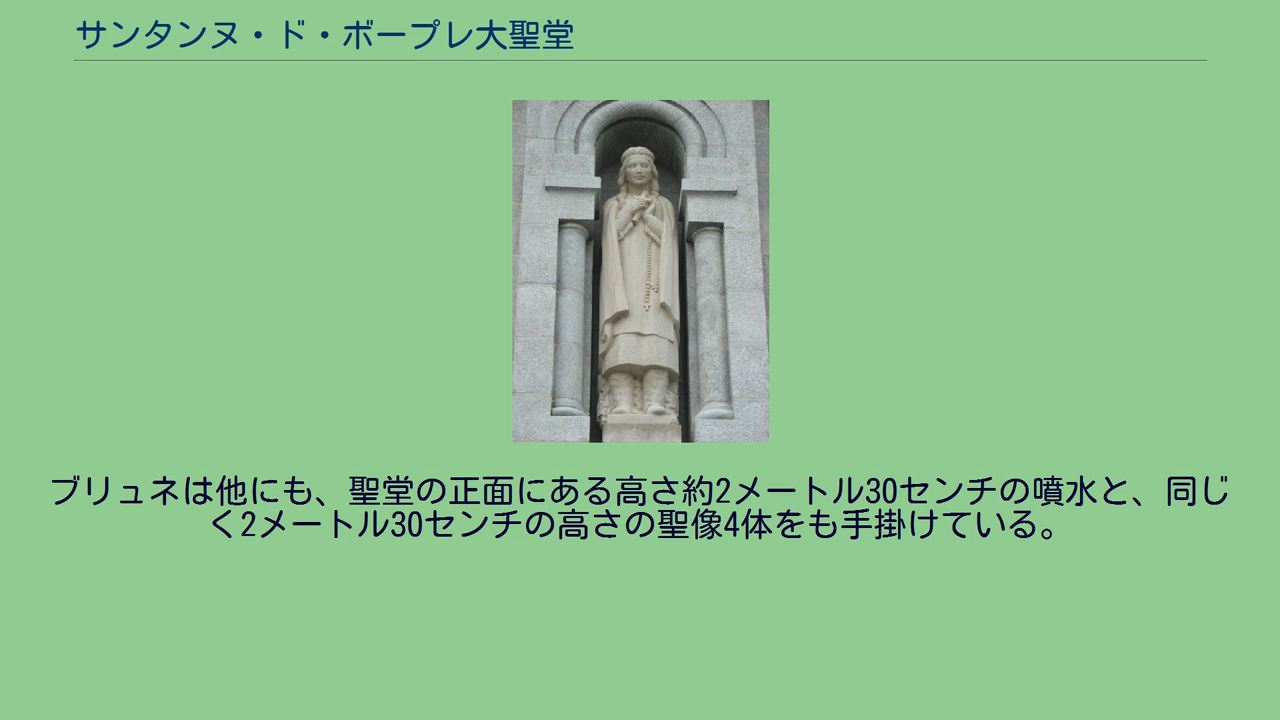 サンタンヌ・ド・ボープレ大聖堂
ブリュネは他にも、聖堂の正面にある高さ約2メートル30センチの噴水と、同じ
く2メートル30センチの高さの聖像4体をも手掛けている。